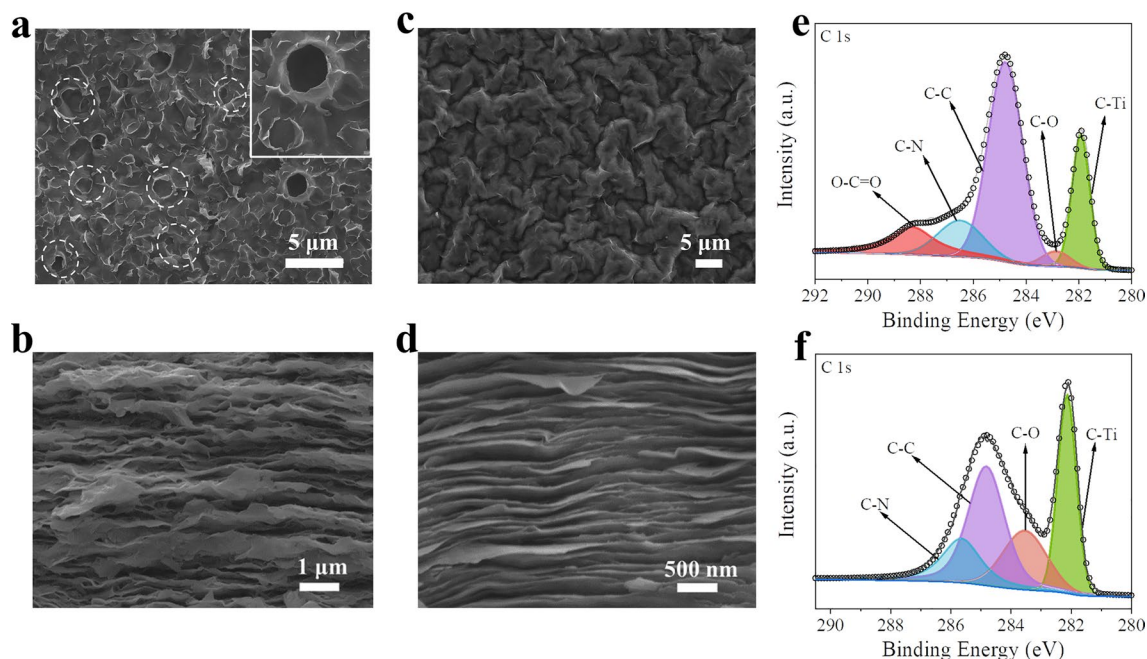 a
5 μm
b
1 μm
c
5 μm
d
500 nm
e
C 1s
C-C
C-O
C-Ti
C-N
O-C=O
Intensity (a.u.)
292 290 288 286 284 282 280
Binding Energy (eV)
f
C 1s
C-O
C-Ti
C-C
C-N
Intensity (a.u.)
290 288 286 284 282 280
Binding Energy (eV)